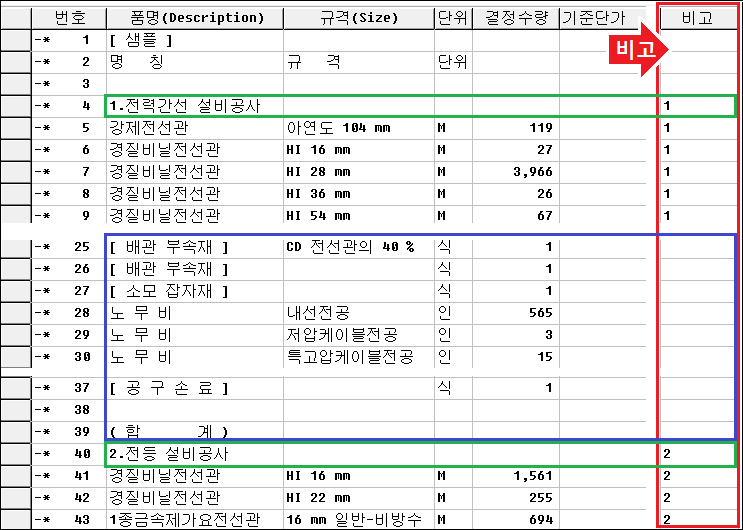 번호 품명(Description) 규격(Size) 단위 결정수량 기준단가 비고
-* 1 [ 샘플 ]
비고
-* 2 명 칭 규 격 단위
-* 3
-* 4 1.전력간선 설비공사 1
-* 5 강제전선관 아연도 104 mm M 119 1
-* 6 경질비닐전선관 HI 16 mm M 27 1
-* 7 경질비닐전선관 HI 28 mm M 3,966 1
-* 8 경질비닐전선관 HI 36 mm M 26 1
-* 9 경질비닐전선관 HI 54 mm M 67 1
-* 25 [ 배관 부속재 ] CD 전선관의 40 % 식 1
-* 26 [ 배관 부속재 ] 식 1
-* 27 [ 소모 잡자재 ] 식 1
-* 28 노 무 비 내선전공 인 565
-* 29 노 무 비 저압케이블전공 인 3
-* 30 노 무 비 특고압케이블전공 인 15
-* 37 [ 공 구 손 료 ] 식 1
-* 38
-* 39 ( 합 계 )
-* 40 2.전등 설비공사 2
-* 41 경질비닐전선관 HI 16 mm M 1,561 2
-* 42 경질비닐전선관 HI 22 mm M 255 2
-* 43 1종금속제가요전선관 16 mm 일반-비방수 M 694 2